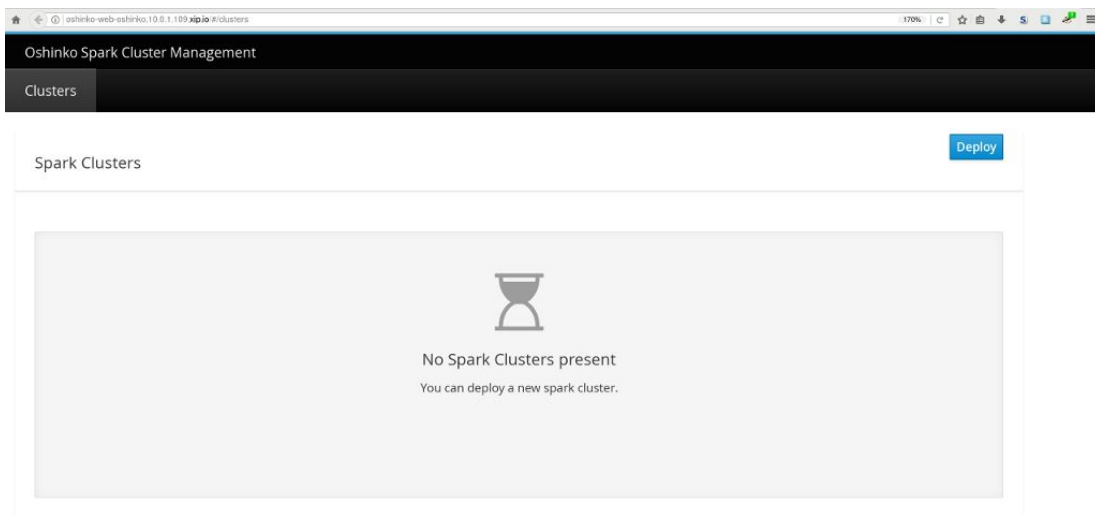 oshinko-web-oshinko.10.0.1.109.xip.io/#/clusters
170%
Oshinko Spark Cluster Management
Clusters
Deploy
Spark Clusters
No Spark Clusters present
You can deploy a new spark cluster.